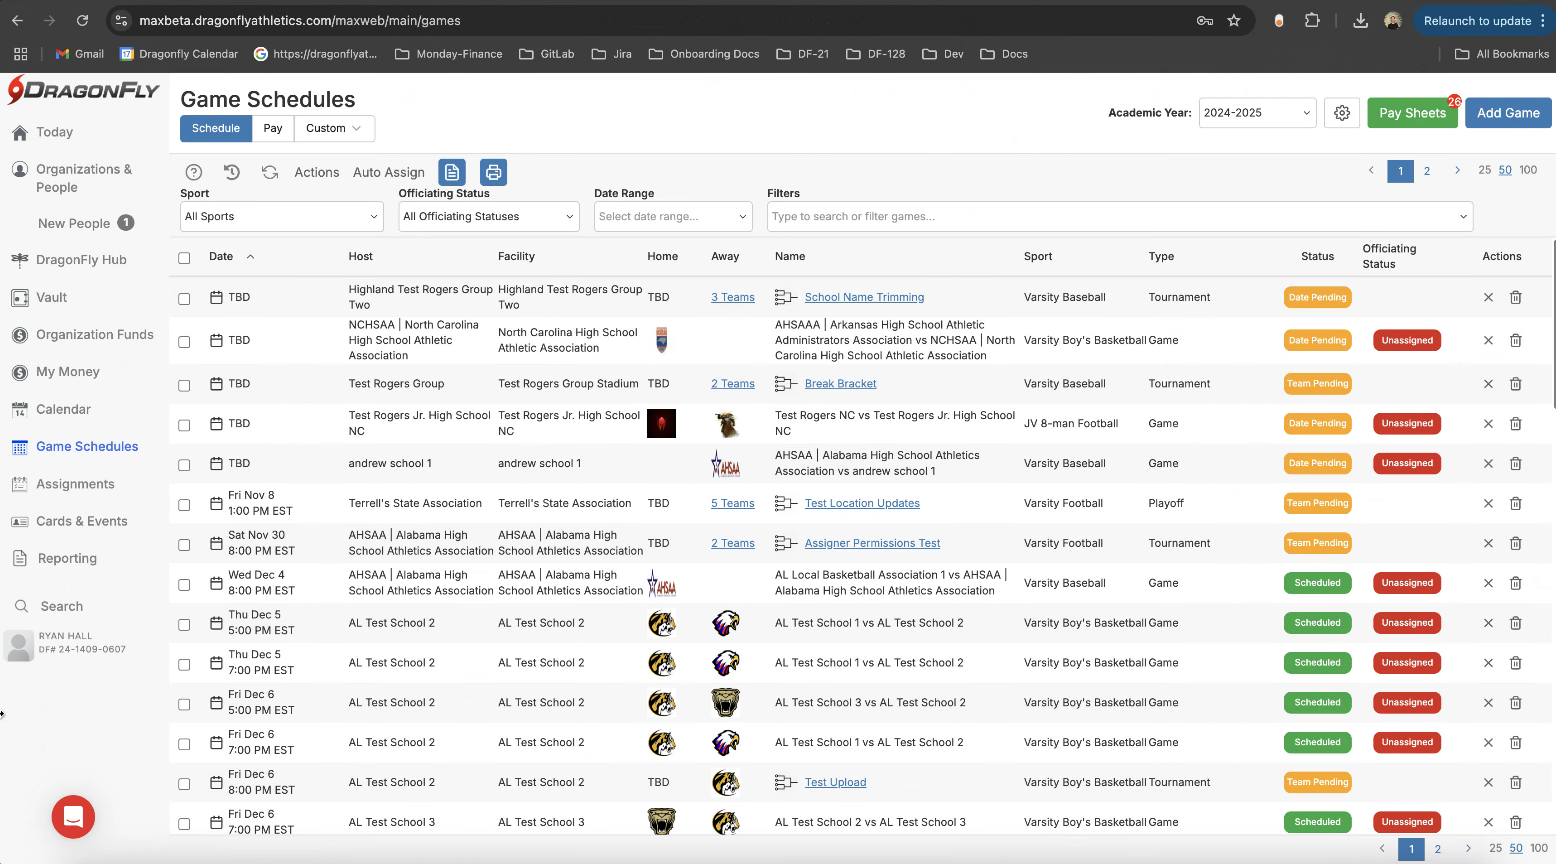 maxbeta.dragonflyathletics.com/maxweb/main/games
Relaunch to update
Gmail
Dragonfly Calendar
https://dragonflyat...
Monday-Finance
GitLab
Jira
Onboarding Docs
DF-21
DF-128
Dev
Docs
All Bookmarks
DRAGONFLY
Today
Organizations &
People
New People 1
DragonFly Hub
Vault
Organization Funds
My Money
Calendar
Game Schedules
Assignments
Cards & Events
Reporting
Search
RYAN HALL
DF# 24-1409-0607
Game Schedules
Schedule
Pay
Custom
Academic Year:
2024-2025
Pay Sheets
26
Add Game
Actions
Auto Assign
1 2 25 50 100
Sport
Officiating Status
Date Range
Filters
All Sports
All Officiating Statuses
Select date range...
Type to search or filter games...
Date Host Facility Home Away Name Sport Type Status Officiating Actions
Status
TBD
Highland Test Rogers Group
Two
Highland Test Rogers Group
Two
TBD
3 Teams
School Name Trimming
Varsity Baseball
Tournament
Date Pending
TBD
NCHSAA | North Carolina
High School Athletic
Association
North Carolina High School
Athletic Association
AHSAAA | Arkansas High School Athletic
Administrators Association vs NCHSAA | North
Carolina High School Athletic Association
Varsity Boy's Basketball
Game
Date Pending
Unassigned
TBD
Test Rogers Group
Test Rogers Group Stadium
TBD
2 Teams
Break Bracket
Varsity Baseball
Tournament
Team Pending
TBD
Test Rogers Jr. High School
NC
Test Rogers Jr. High School
NC
Test Rogers NC vs Test Rogers Jr. High School
NC
JV 8-man Football
Game
Date Pending
Unassigned
TBD
andrew school 1
andrew school 1
AHSAA
AHSAA | Alabama High School Athletics
Association vs andrew school 1
Varsity Baseball
Game
Date Pending
Unassigned
Fri Nov 8
1:00 PM EST
Terrell's State Association
Terrell's State Association
TBD
5 Teams
Test Location Updates
Varsity Football
Playoff
Team Pending
Sat Nov 30
8:00 PM EST
AHSAA | Alabama High
School Athletics Association
AHSAA | Alabama High
School Athletics Association
TBD
2 Teams
Assigner Permissions Test
Varsity Football
Tournament
Team Pending
Wed Dec 4
8:00 PM EST
AHSAA | Alabama High
School Athletics Association
AHSAA | Alabama High
School Athletics Association
AHSAA
AL Local Basketball Association 1 vs AHSAA |
Alabama High School Athletics Association
Varsity Baseball
Game
Scheduled
Unassigned
Thu Dec 5
5:00 PM EST
AL Test School 2
AL Test School 2
AL Test School 1 vs AL Test School 2
Varsity Boy's Basketball
Game
Scheduled
Unassigned
Thu Dec 5
7:00 PM EST
AL Test School 2
AL Test School 2
AL Test School 1 vs AL Test School 2
Varsity Boy's Basketball
Game
Scheduled
Unassigned
Fri Dec 6
5:00 PM EST
AL Test School 2
AL Test School 2
AL Test School 3 vs AL Test School 2
Varsity Boy's Basketball
Game
Scheduled
Unassigned
Fri Dec 6
7:00 PM EST
AL Test School 2
AL Test School 2
AL Test School 1 vs AL Test School 2
Varsity Boy's Basketball
Game
Scheduled
Unassigned
Fri Dec 6
8:00 PM EST
AL Test School 2
AL Test School 2
TBD
Test Upload
Varsity Boy's Basketball
Tournament
Team Pending
Fri Dec 6
7:00 PM EST
AL Test School 3
AL Test School 3
AL Test School 2 vs AL Test School 3
Varsity Boy's Basketball
Game
Scheduled
Unassigned
1 2 25 50 100